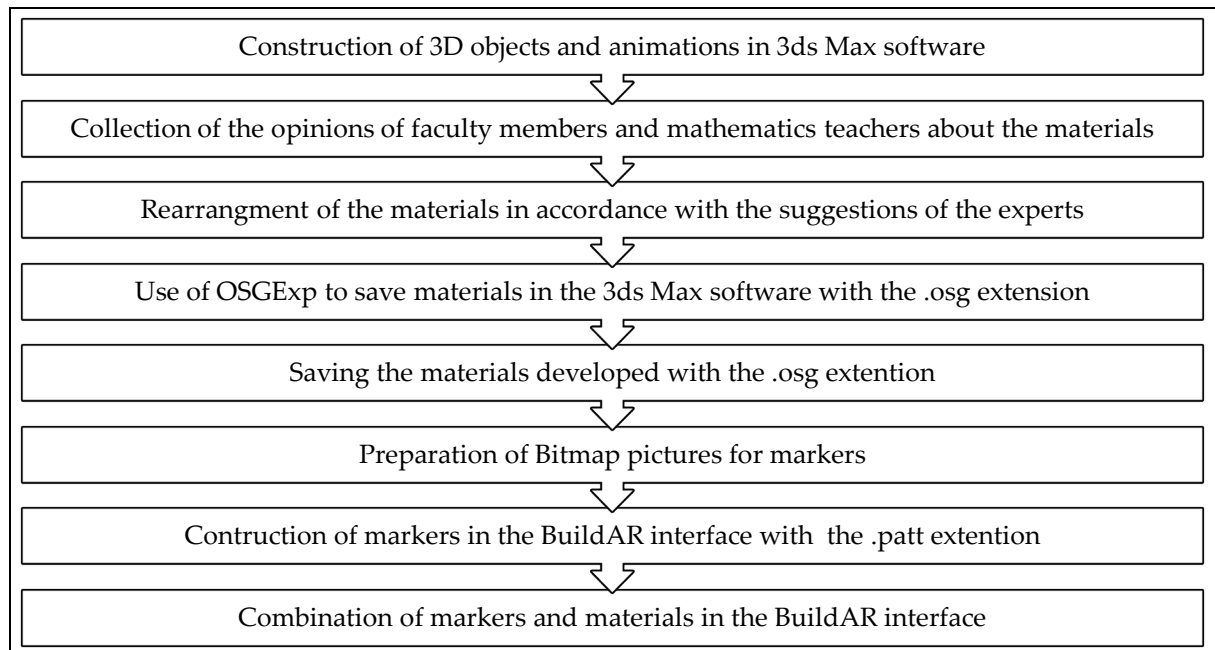 Construction of 3D objects and animations in 3ds Max software
Collection of the opinions of faculty members and mathematics teachers about the materials
Rearrangment of the materials in accordance with the suggestions of the experts
Use of OSGExp to save materials in the 3ds Max software with the .osg extension
Saving the materials developed with the .osg extention
Preparation of Bitmap pictures for markers
Contruction of markers in the BuildAR interface with the .patt extention
Combination of markers and materials in the BuildAR interface